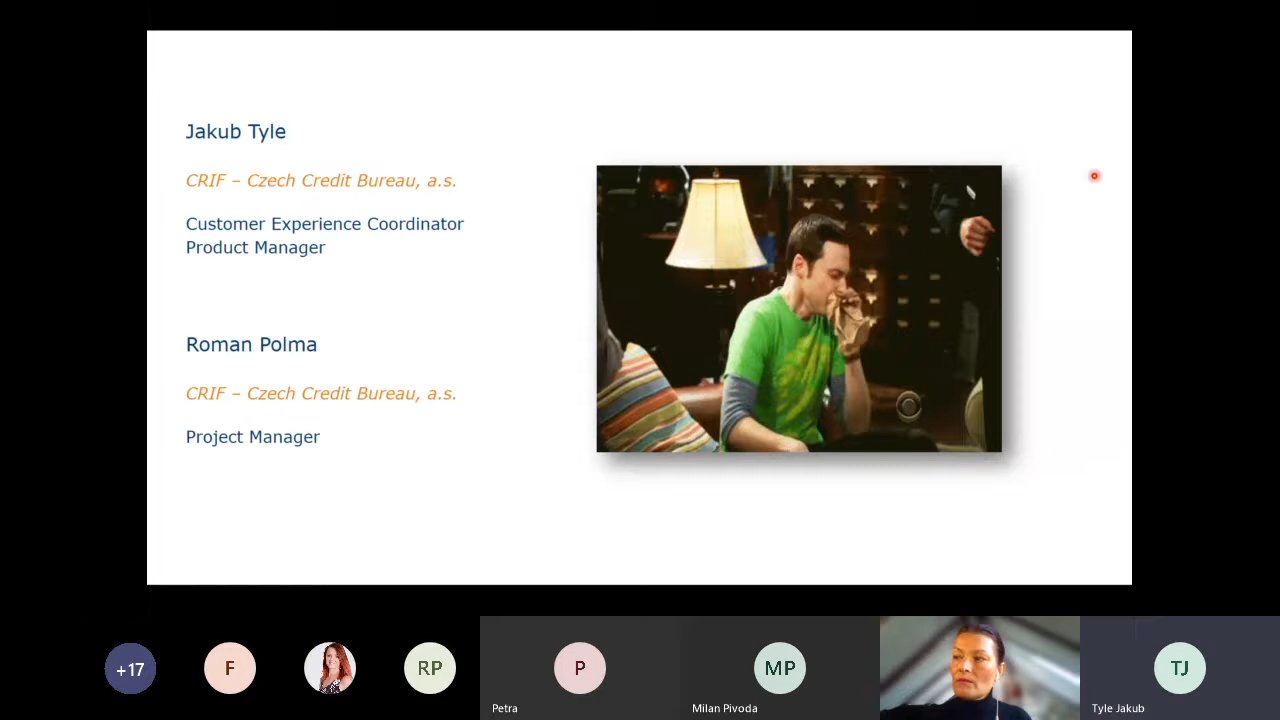 Jakub Tyle
CRIF – Czech Credit Bureau, a.s.
Customer Experience Coordinator
Product Manager
Roman Polma
CRIF – Czech Credit Bureau, a.s.
Project Manager
+17
F
RP
P
MP
TJ
Petra
Milan Pivoda
Tyle Jakub